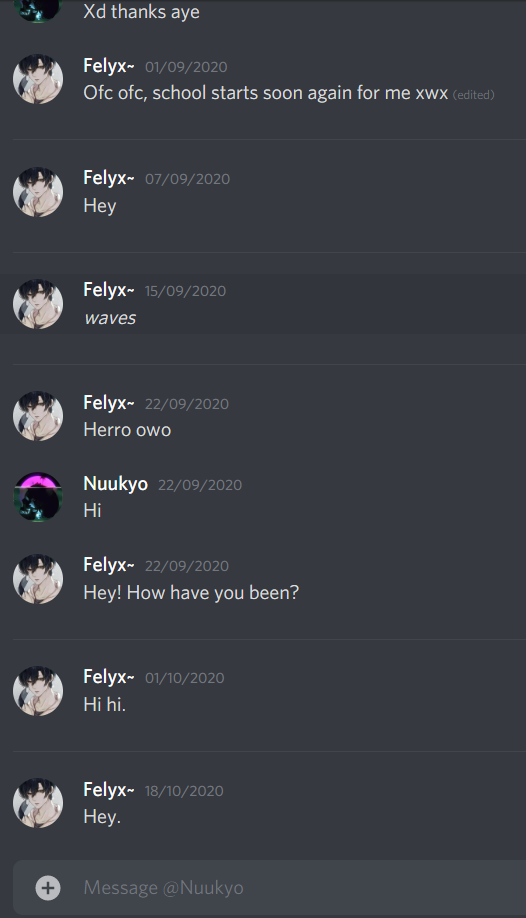 Xd thanks aye
Felyx~ 01/09/2020
Ofc ofc, school starts soon again for me xwx (edited)
Felyx~ 07/09/2020
Hey
Felyx~ 15/09/2020
waves
Felyx~ 22/09/2020
Herro owo
Nuukyo 22/09/2020
Hi
Felyx~ 22/09/2020
Hey! How have you been?
Felyx~ 01/10/2020
Hi hi.
Felyx~ 18/10/2020
Hey.
Message @Nuukyo